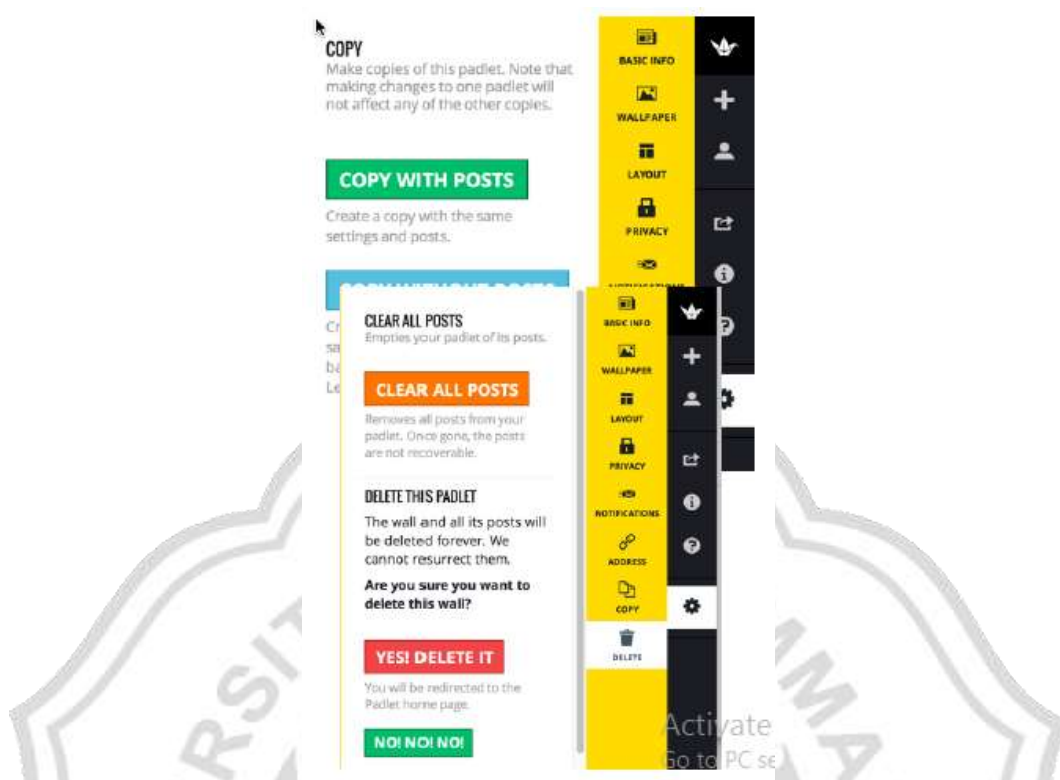 COPY
Make copies of this padlet. Note that
making changes to one padlet will
not affect any of the other copies.
COPY WITH POSTS
Create a copy with the same
settings and posts.
BASIC INFO
WALLPAPER
LAYOUT
PRIVACY
CLEAR ALL POSTS
Empties your padlet of its posts.
CLEAR ALL POSTS
Removes all posts from your
padlet. Once gone, the posts
are not recoverable.
DELETE THIS PADLET
The wall and all its posts will
be deleted forever. We
cannot resurrect them.
Are you sure you want to
delete this wall?
YES! DELETE IT
You will be redirected to the
Padlet home page.
NO! NO! NO!
BASIC INFO
WALLPAPER
LAYOUT
PRIVACY
NOTIFICATIONS
ADDRESS
COPY
DELETE
Activate
Go to PC se